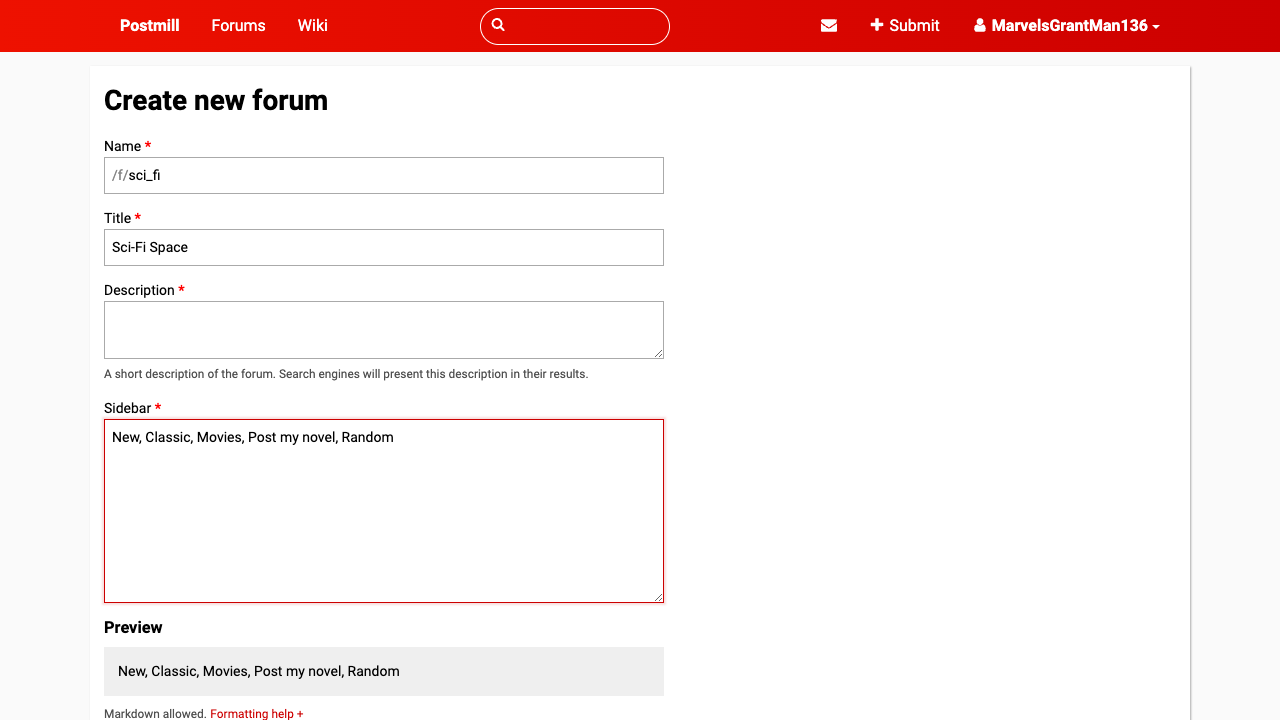 Postmill Forums Wiki Submit MarvelsGrantMan136
Create new forum
Name *
/f/sci_fi
Title *
Sci-Fi Space
Description *
A short description of the forum. Search engines will present this description in their results.
Sidebar *
New, Classic, Movies, Post my novel, Random
Preview
New, Classic, Movies, Post my novel, Random
Markdown allowed. Formatting help +